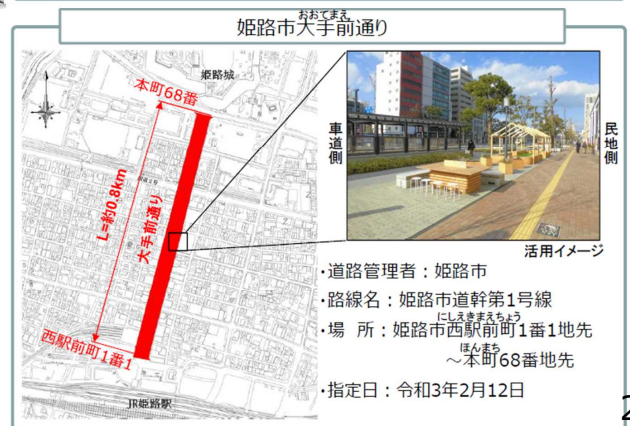 おおてまえ
姫路市大手前通り
姫路城
本町68番
L=約0.8km
大手前通り
西駅前町1番1
JR姫路駅
車道側
民地側
活用イメージ
・道路管理者：姫路市
・路線名：姫路市道幹第1号線
にしえきまえちょう
・場　所：姫路市西駅前町1番1地先
ほんまち
～本町68番地先
・指定日：令和3年2月12日
2